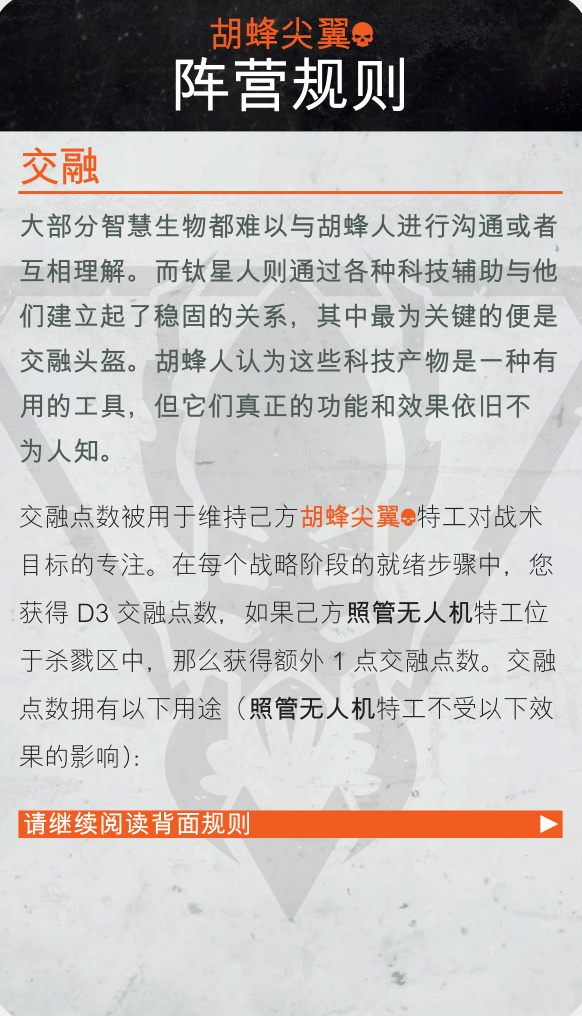 胡蜂尖翼
阵营规则
交融
大部分智慧生物都难以与胡蜂人进行沟通或者
互相理解。而钛星人则通过各种科技辅助与他
们建立起了稳固的关系，其中最为关键的便是
交融头盔。胡蜂人认为这些科技产物是一种有
用的工具，但它们真正的功能和效果依旧不
为人知。
交融点数被用于维持己方胡蜂尖翼特工对战术
目标的专注。在每个战略阶段的就绪步骤中，您
获得 D3 交融点数，如果己方照管无人机特工位
于杀戮区中，那么获得额外 1 点交融点数。交融
点数拥有以下用途（照管无人机特工不受以下效
果的影响）：
请继续阅读背面规则